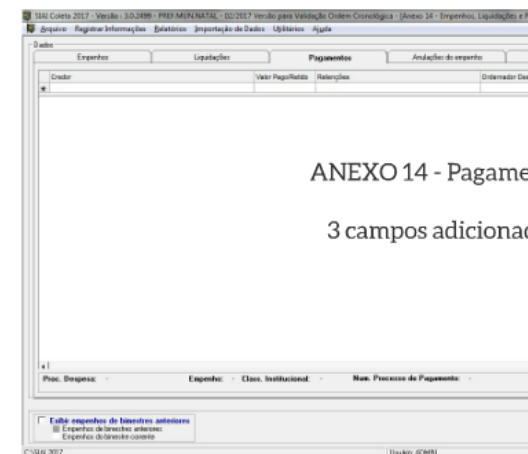 SIAI Coleta 2017 - Versão: 3.0.2499 - PREF.MUN.NATAL - 02/2017 Versão para Validação Ordem Cronológica - [Anexo 14 - Empenhos, Liquidações e P
Arquivo Registrar Informações Relatórios Importação de Dados Utilitários Ajuda
Dados
Empenhos Liquidações Pagamentos Anulações do empenho
Credor Valor Pago/Retido Retenções Ordenador Des
ANEXO 14 - Pagame
3 campos adicionad
Proc. Despesa: - Empenho: - Class. Institucional: - Num. Processo de Pagamento: -
Exibir empenhos de bimestres anteriores
Empenhos de bimestres anteriores
Empenhos do bimestre corrente
C:\SIAI 2017 Usuário: ADMIN